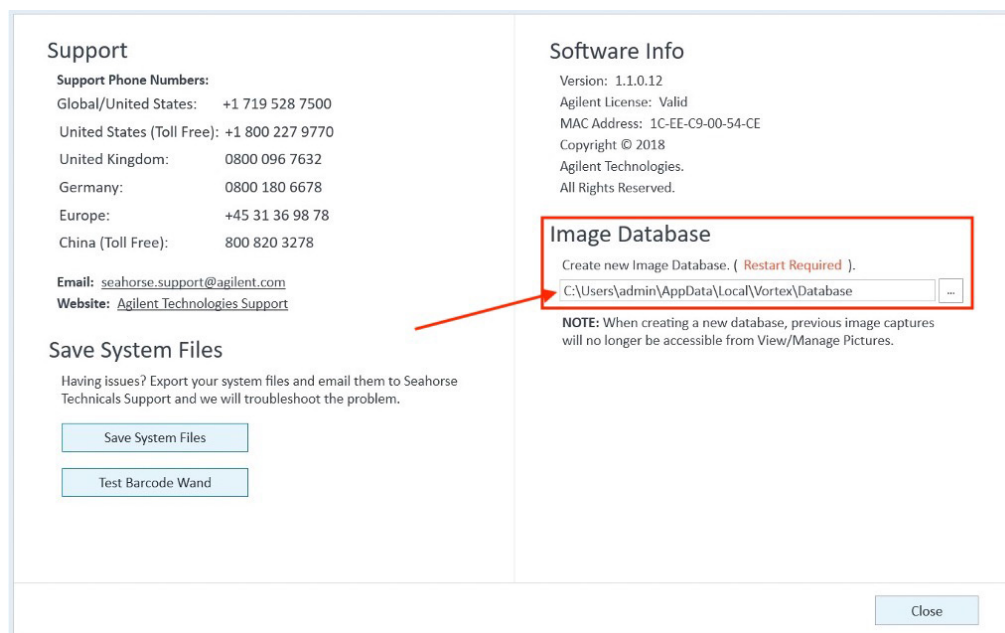 Support
Support Phone Numbers:
Global/United States: +1 719 528 7500
United States (Toll Free): +1 800 227 9770
United Kingdom: 0800 096 7632
Germany: 0800 180 6678
Europe: +45 31 36 98 78
China (Toll Free): 800 820 3278
Email: seahorse.support@agilent.com
Website: Agilent Technologies Support
Save System Files
Having issues? Export your system files and email them to Seahorse
Technicals Support and we will troubleshoot the problem.
Save System Files
Test Barcode Wand
Software Info
Version: 1.1.0.12
Agilent License: Valid
MAC Address: 1C-EE-C9-00-54-CE
Copyright © 2018
Agilent Technologies.
All Rights Reserved.
Image Database
Create new Image Database. ( Restart Required ).
C:\Users\admin\AppData\Local\Vortex\Database
...
NOTE: When creating a new database, previous image captures
will no longer be accessible from View/Manage Pictures.
Close